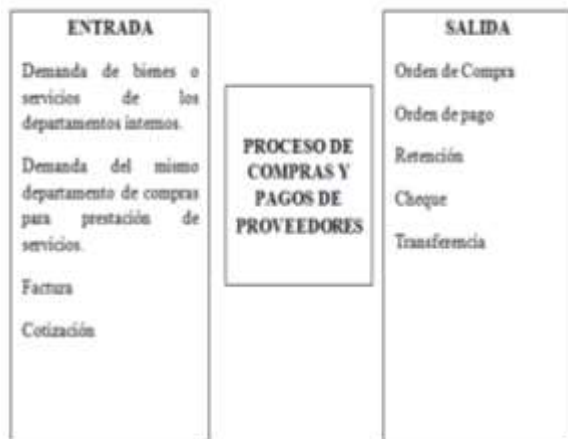 ENTRADA
Demanda de bienes o
servicios de los
departamentos internos.
Demanda del mismo
departamento de compras
para prestación de
servicios.
Factura
Cotización
PROCESO DE
COMPRAS Y
PAGOS DE
PROVEEDORES
SALIDA
Orden de Compra
Orden de pago
Retención
Cheque
Transferencia